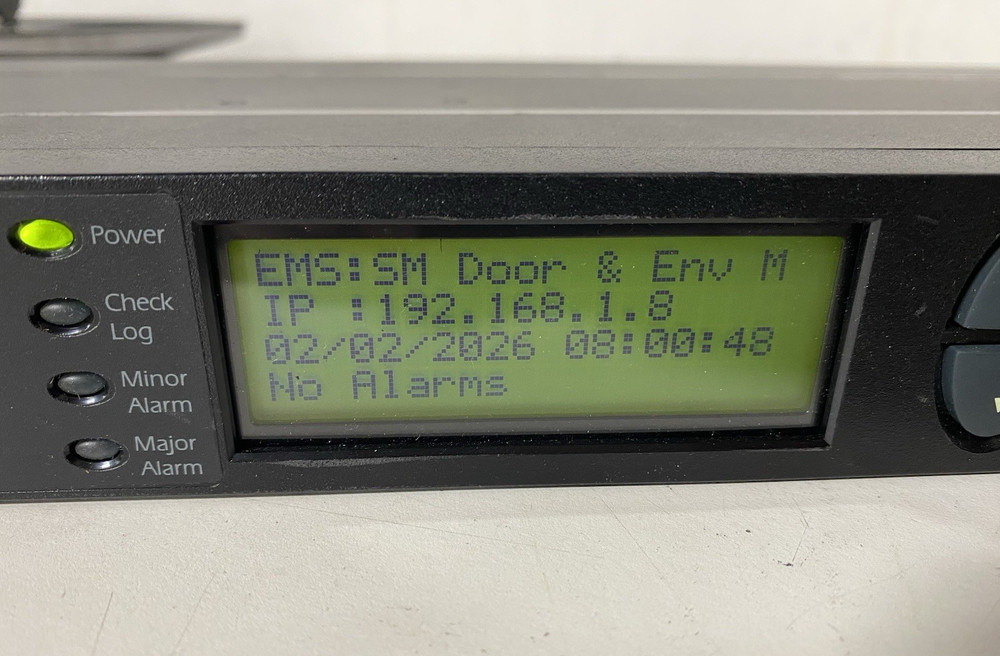 Power
Check
Log
Minor
Alarm
Major
Alarm
EMS:SM Door & Env M
IP :192.168.1.8
02/02/2026 08:00:48
No Alarms